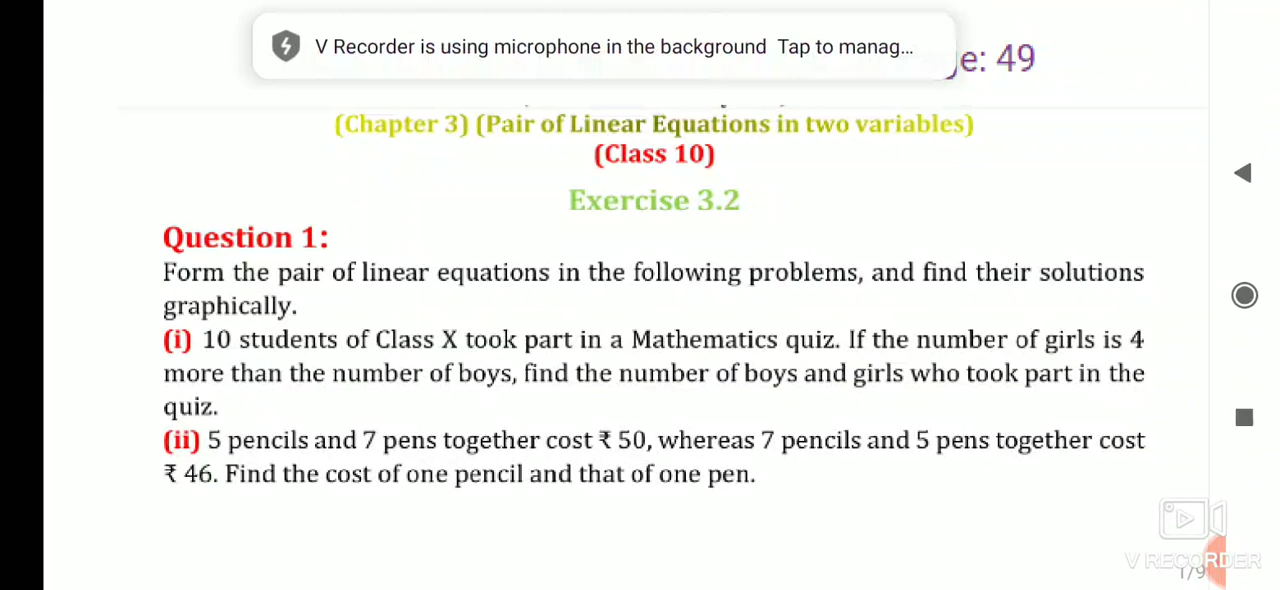 V Recorder is using microphone in the background Tap to manag...
e: 49
(Chapter 3) (Pair of Linear Equations in two variables)
(Class 10)
Exercise 3.2
Question 1:
Form the pair of linear equations in the following problems, and find their solutions
graphically.
(i) 10 students of Class X took part in a Mathematics quiz. If the number of girls is 4
more than the number of boys, find the number of boys and girls who took part in the
quiz.
(ii) 5 pencils and 7 pens together cost ₹ 50, whereas 7 pencils and 5 pens together cost
₹ 46. Find the cost of one pencil and that of one pen.
V RECORDER
1/9